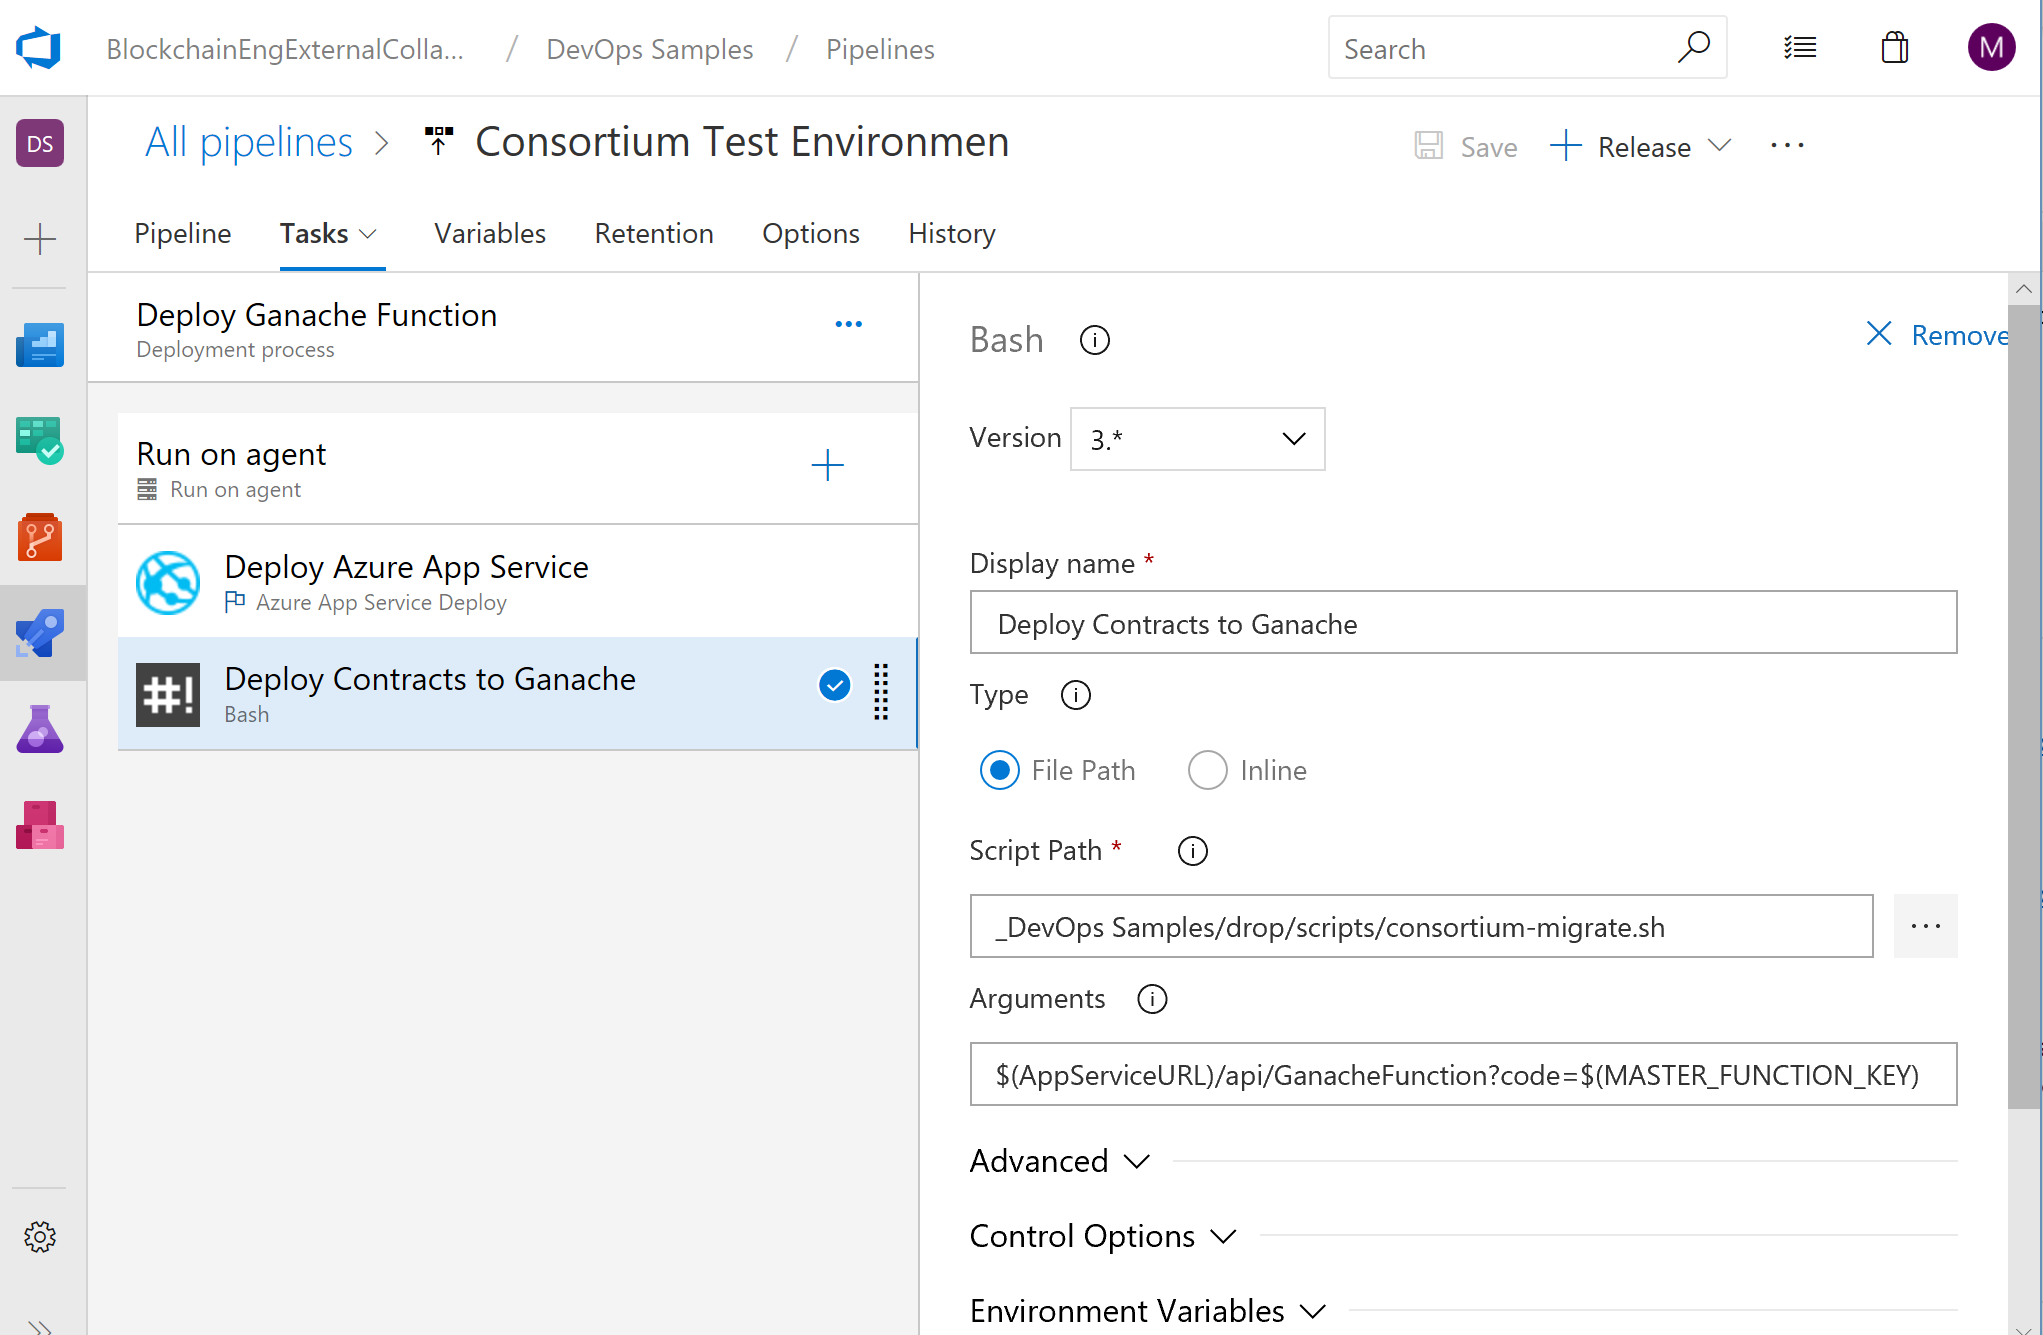 BlockchainEngExternalColla... / DevOps Samples / Pipelines
Search
M
DS
All pipelines > Consortium Test Environmen
Save
Release
Pipeline Tasks Variables Retention Options History
Deploy Ganache Function
Deployment process
Run on agent
Run on agent
Deploy Azure App Service
Azure App Service Deploy
#!
Deploy Contracts to Ganache
Bash
Bash
Remove
Version 3.*
Display name *
Deploy Contracts to Ganache
Type
File Path Inline
Script Path *
_DevOps Samples/drop/scripts/consortium-migrate.sh
...
Arguments
$(AppServiceURL)/api/GanacheFunction?code=$(MASTER_FUNCTION_KEY)
Advanced
Control Options
Environment Variables